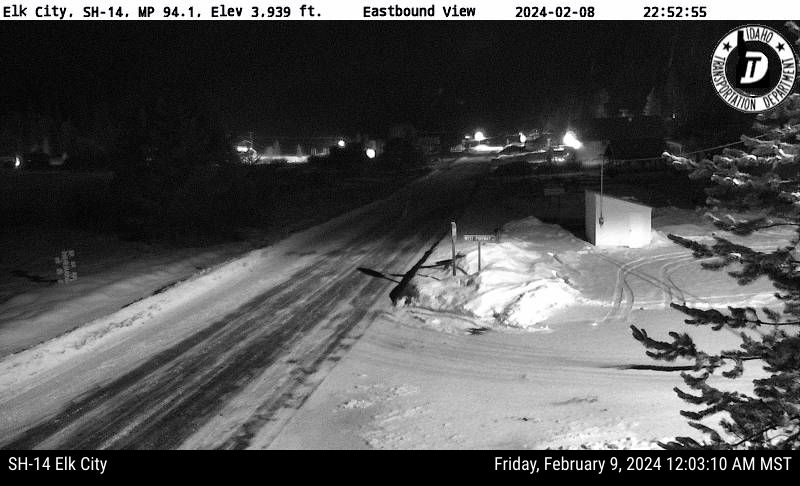 Elk City, SH-14, MP 94.1, Elev 3,939 ft. Eastbound View 2024-02-08 22:52:55
IDAHO
TRANSPORTATION DEPARTMENT
SH-14 Elk City
Friday, February 9, 2024 12:03:10 AM MST